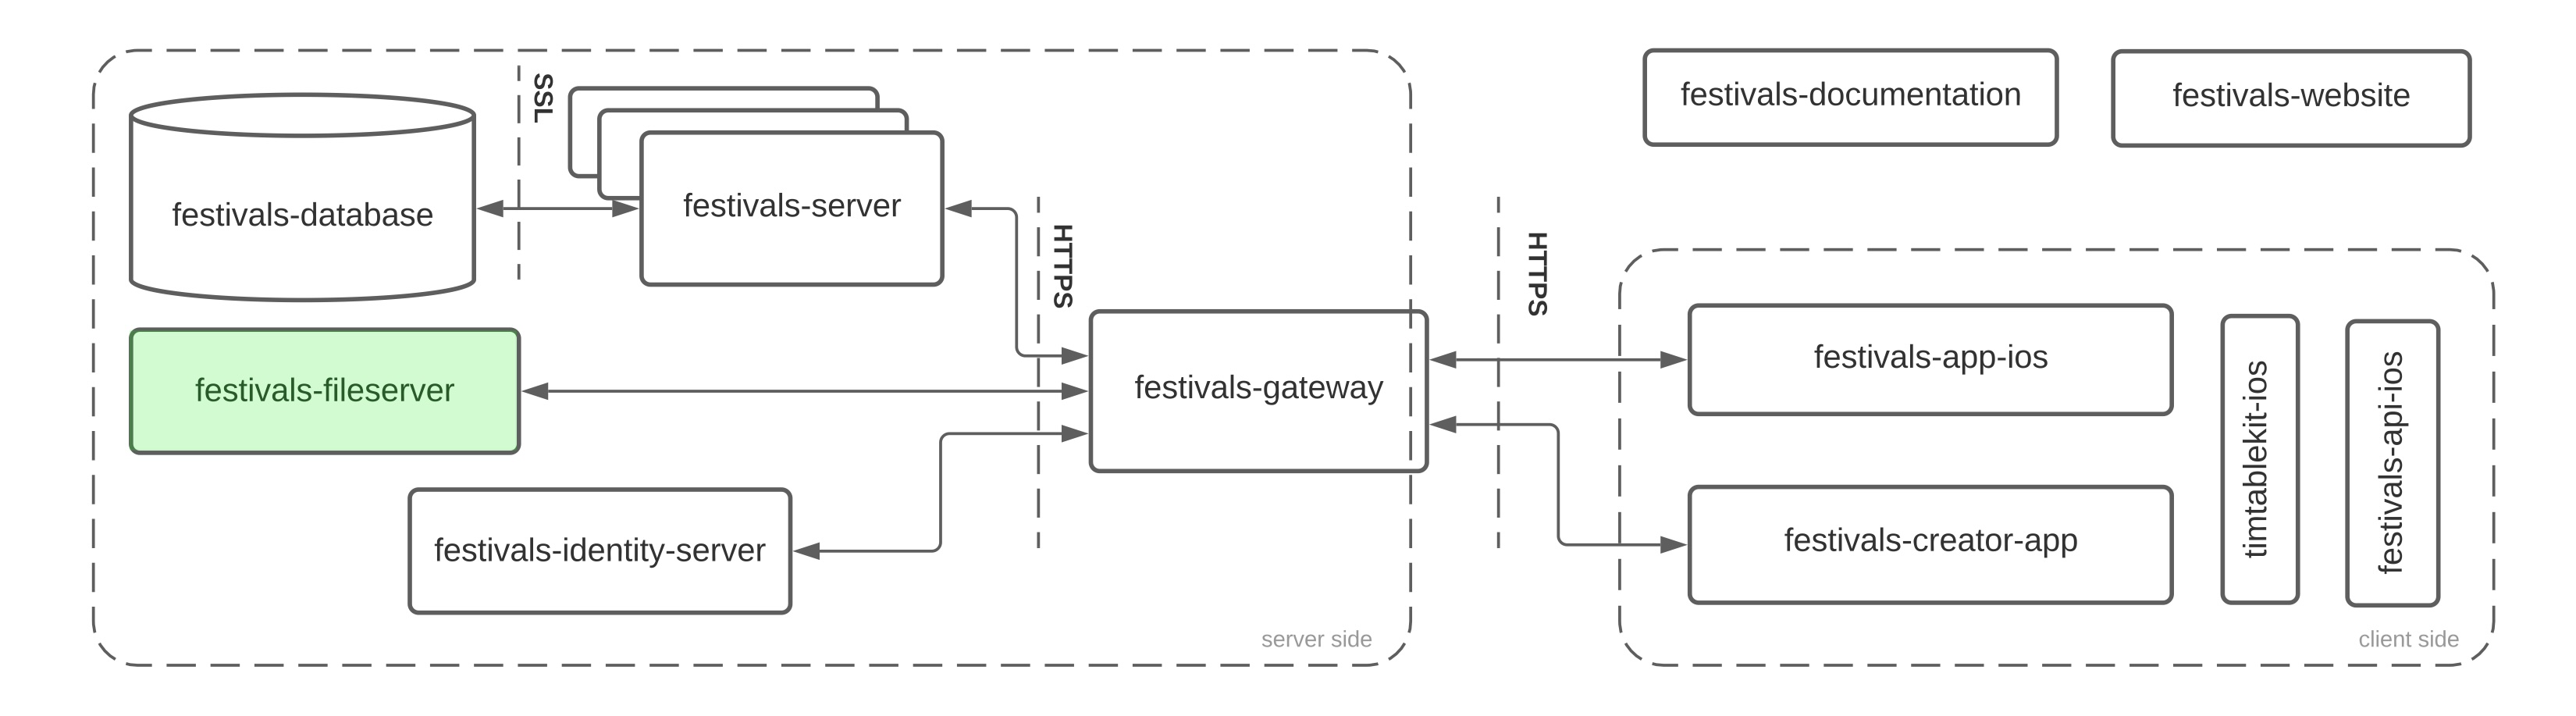 SSL
festivals-database
festivals-server
festivals-documentation
festivals-website
HTTPS
HTTPS
festivals-fileserver
festivals-gateway
festivals-app-ios
timtablekit-ios
festivals-api-ios
festivals-identity-server
festivals-creator-app
server side
client side